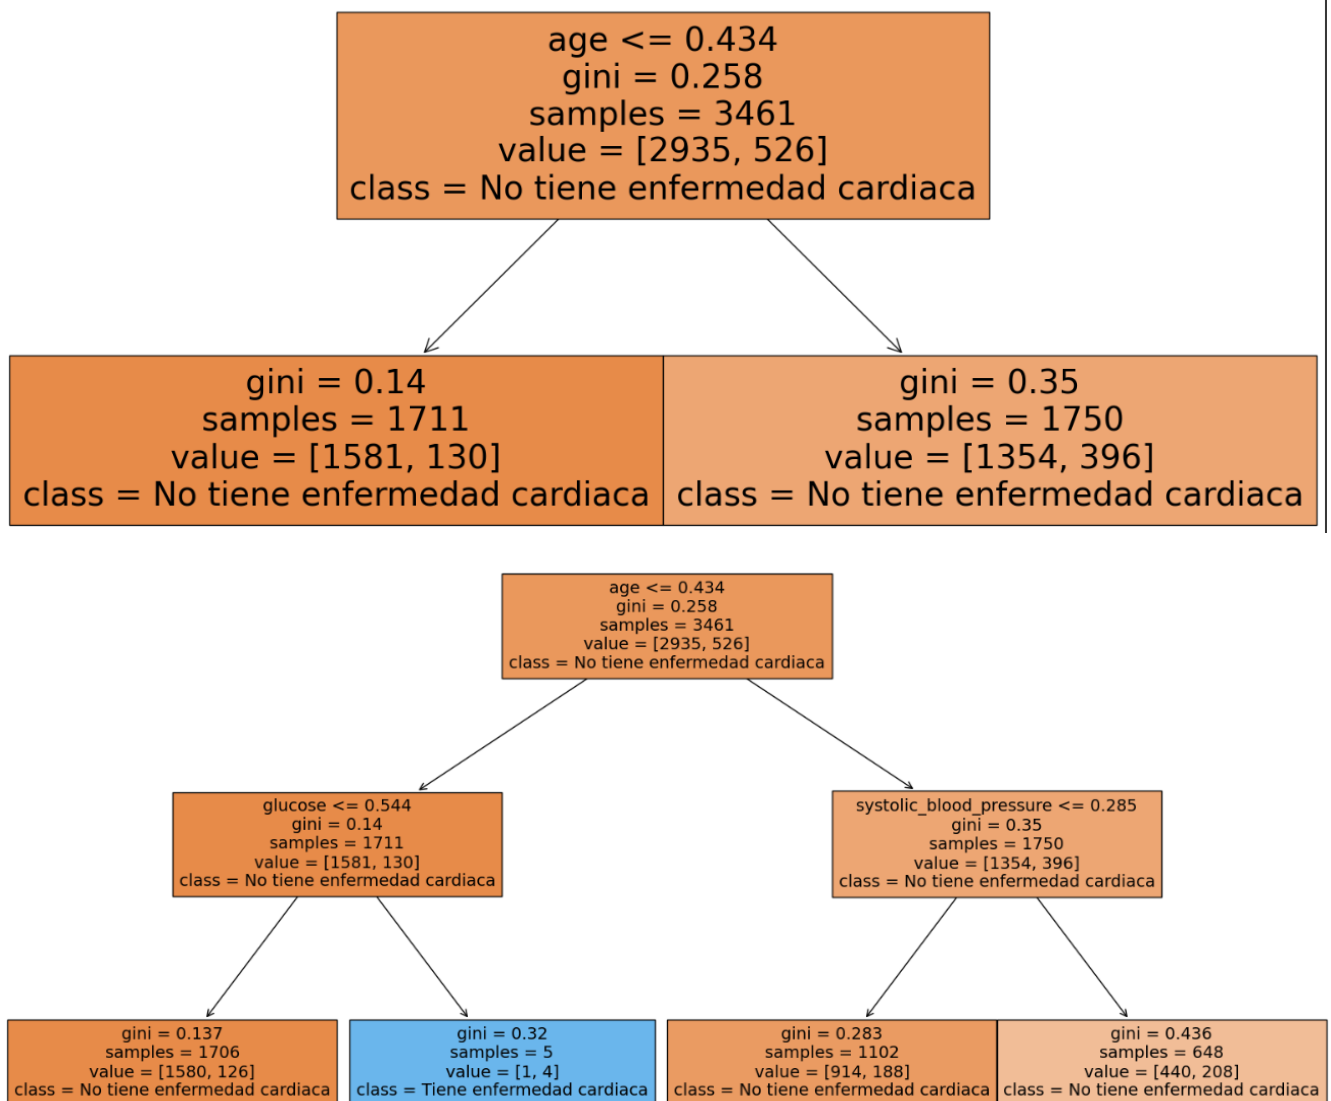 age <= 0.434
gini = 0.258
samples = 3461
value = [2935, 526]
class = No tiene enfermedad cardiaca
gini = 0.14
samples = 1711
value = [1581, 130]
class = No tiene enfermedad cardiaca
gini = 0.35
samples = 1750
value = [1354, 396]
class = No tiene enfermedad cardiaca
age <= 0.434
gini = 0.258
samples = 3461
value = [2935, 526]
class = No tiene enfermedad cardiaca
glucose <= 0.544
gini = 0.14
samples = 1711
value = [1581, 130]
class = No tiene enfermedad cardiaca
systolic_blood_pressure <= 0.285
gini = 0.35
samples = 1750
value = [1354, 396]
class = No tiene enfermedad cardiaca
gini = 0.137
samples = 1706
value = [1580, 126]
class = No tiene enfermedad cardiaca
gini = 0.32
samples = 5
value = [1, 4]
class = Tiene enfermedad cardiaca
gini = 0.283
samples = 1102
value = [914, 188]
class = No tiene enfermedad cardiaca
gini = 0.436
samples = 648
value = [440, 208]
class = No tiene enfermedad cardiaca